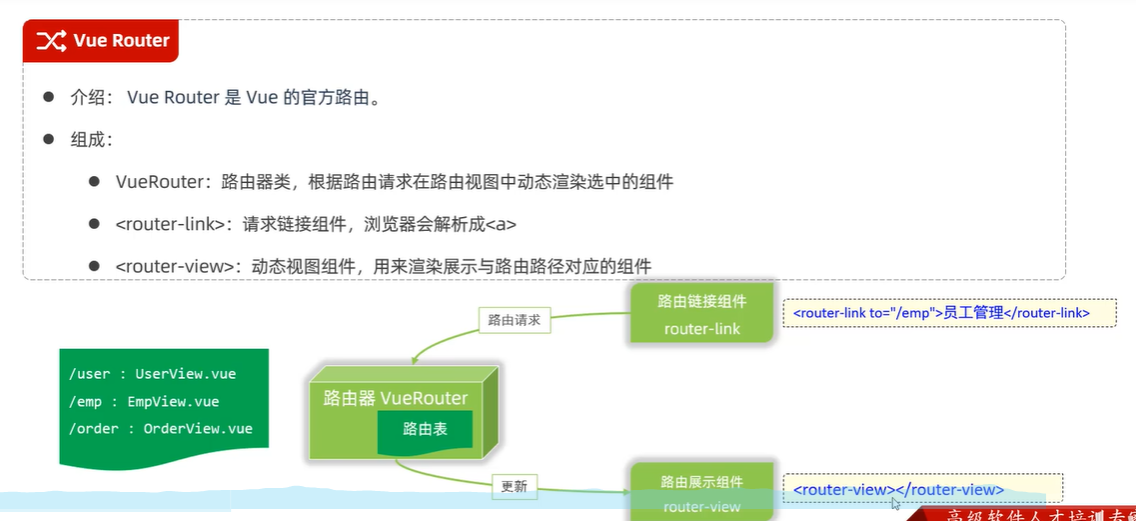 Vue Router
介绍： Vue Router 是 Vue 的官方路由。
组成：
VueRouter：路由器类，根据路由请求在路由视图中动态渲染选中的组件
<router-link>：请求链接组件，浏览器会解析成<a>
<router-view>：动态视图组件，用来渲染展示与路由路径对应的组件
路由链接组件
router-link
<router-link to="/emp">员工管理</router-link>
路由请求
/user : UserView.vue
/emp : EmpView.vue
/order : OrderView.vue
路由器 VueRouter
路由表
更新
路由展示组件
router-view
<router-view></router-view>
高级软件人才培训专